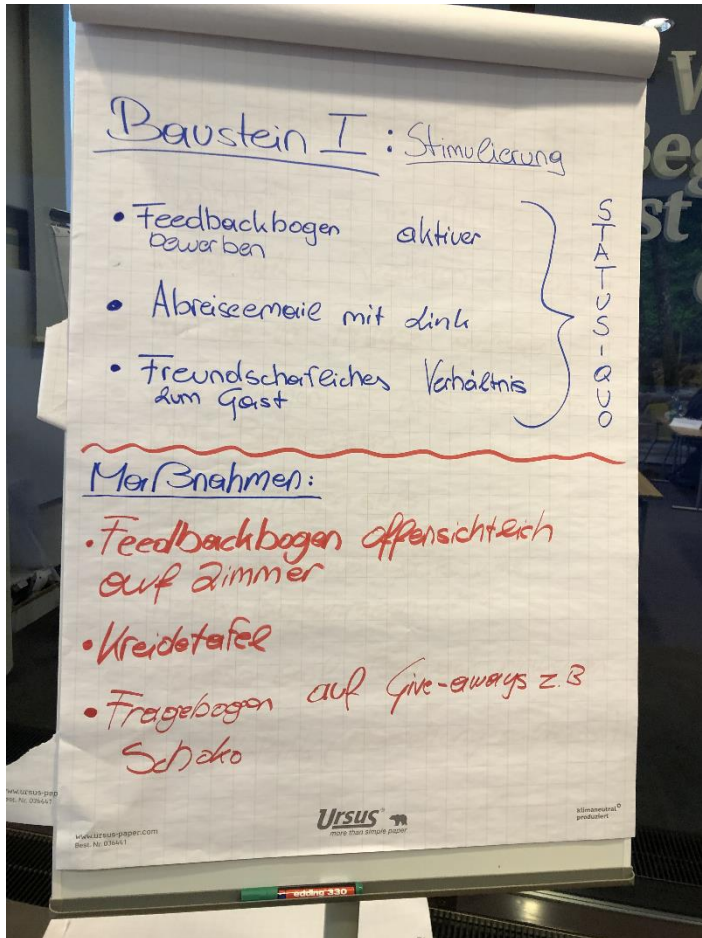 Baustein I : Stimulierung
• Feedbackbogen aktiver
bewerben
• Abreiseemail mit Link
• Freundschaftliches Verhältnis
zum Gast
STATUS-QUO
Maßnahmen:
• Feedbackbogen offensichtlich
auf Zimmer
• Kreidetafel
• Fragebogen auf Give-aways z.B
Schoko
www.ursus-paper.com
Best. Nr. 036441
Ursus
more than simple paper
klimaneutral
produziert
edding 330